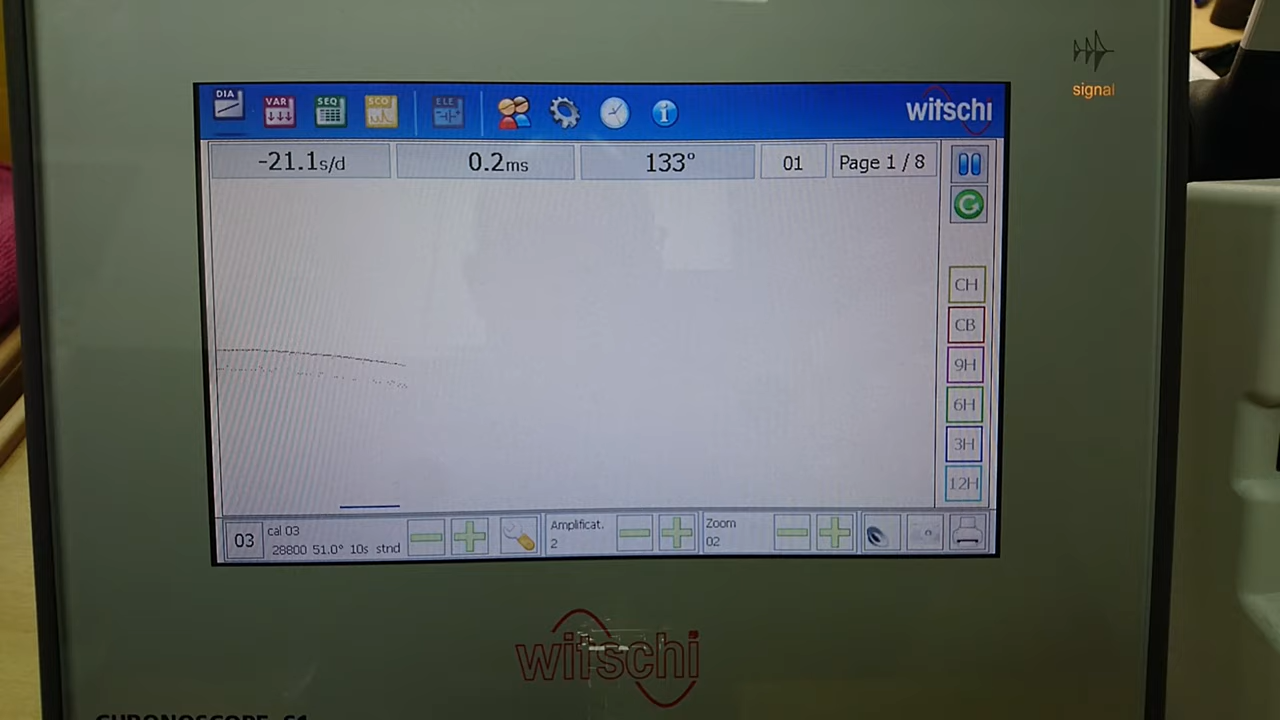 signal
DIA VAR SEQ SCO ELE witschi
-21.1s/d 0.2ms 133° 01 Page 1 / 8
CH
CB
9H
6H
3H
12H
03 cal 03
28800 51.0° 10s stnd
Amplificat.
2
Zoom
02
witschi